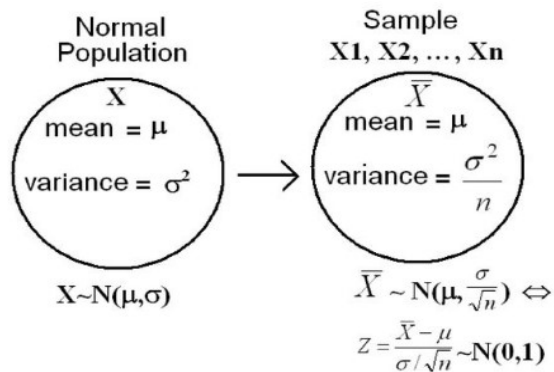 Normal
Population
X
mean = μ
variance = σ²
X~N(μ,σ)
Sample
X1, X2, ..., Xn
X̅
mean = μ
variance = σ²/n
X̅ ~ N(μ, σ/√n) ⇔
Z = (X̅ − μ)/(σ/√n) ~N(0,1)